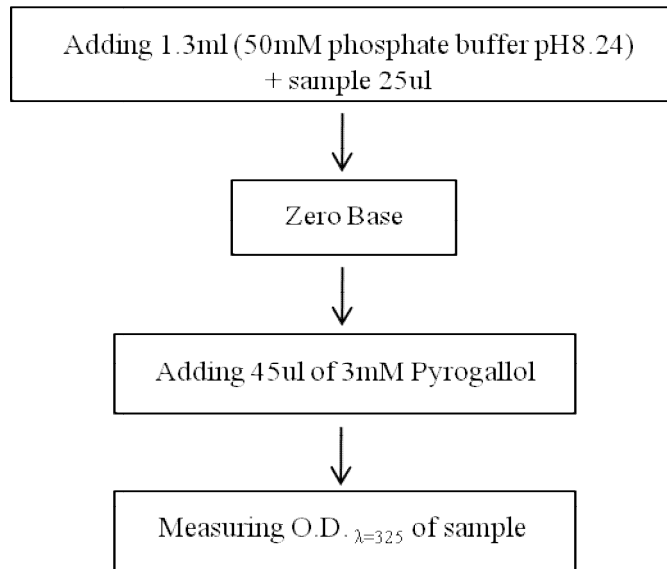 Adding 1.3ml (50mM phosphate buffer pH8.24)
+ sample 25ul
Zero Base
Adding 45ul of 3mM Pyrogallol
Measuring O.D. λ=325 of sample